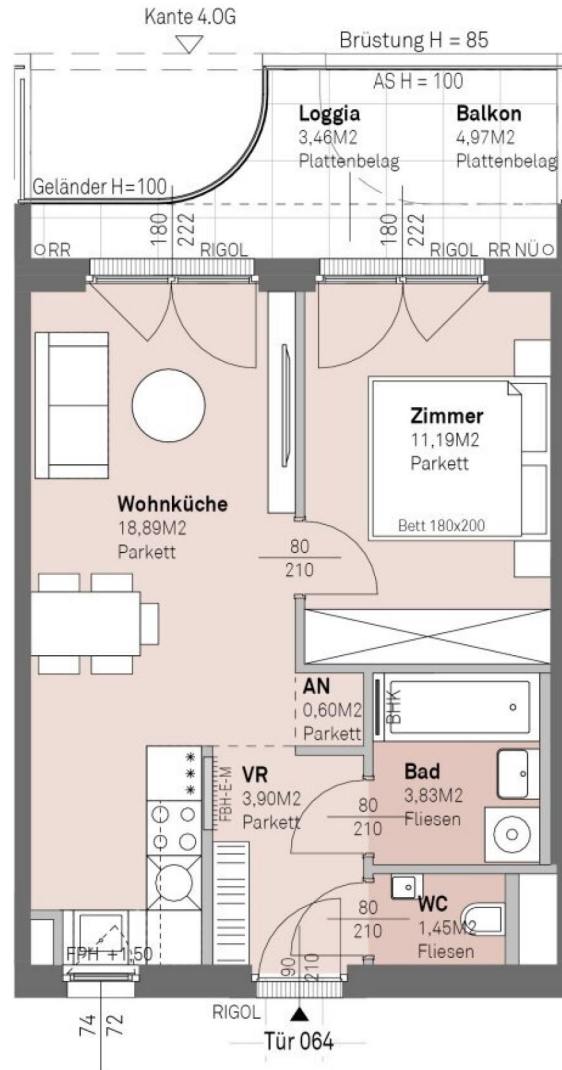 Kante 4.OG
Brüstung H = 85
AS H = 100
Loggia
3,46M2
Plattenbelag
Balkon
4,97M2
Plattenbelag
Geländer H=100
180
222
180
222
RR
RIGOL
RIGOL
RR NÜ
Zimmer
11,19M2
Parkett
Bett 180x200
Wohnküche
18,89M2
Parkett
80
210
AN
0,60M2
Parkett
BHK
VR
3,90M2
Parkett
FBH-E-M
Bad
3,83M2
Fliesen
80
210
WC
1,45M2
Fliesen
80
210
90
210
FPH +1,50
74
72
RIGOL
Tür 064